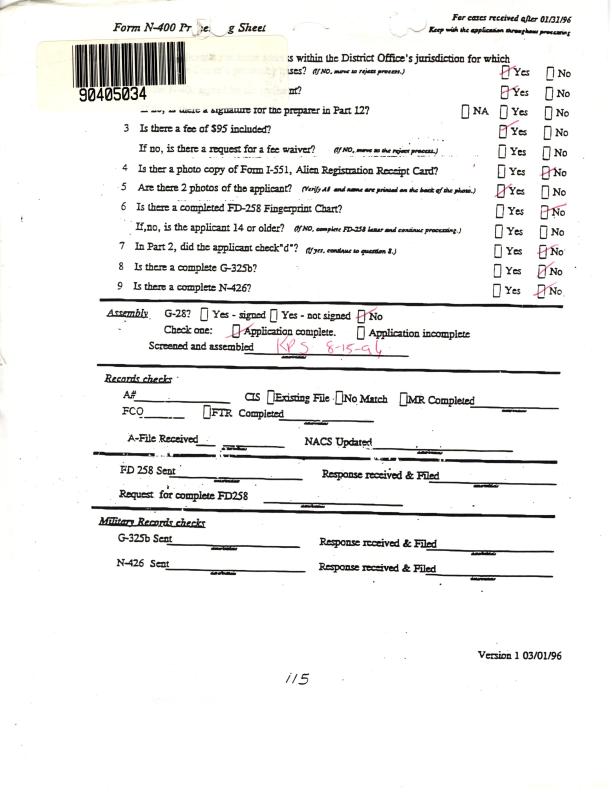 For cases received after 01/31/96
Form N-400 Pr g Sheet
Keep with the application throughout processing
s within the District Office's jurisdiction for which
ases? (If NO, move to reject process.) Yes No
90405034
nt? Yes No
is there a signature for the preparer in Part 12? NA Yes No
3 Is there a fee of $95 included? Yes No
If no, is there a request for a fee waiver? (If NO, move to the reject process.) Yes No
4 Is ther a photo copy of Form I-551, Alien Registration Receipt Card? Yes No
5 Are there 2 photos of the applicant? (Verify A# and name are printed on the back of the photo.) Yes No
6 Is there a completed FD-258 Fingerprint Chart? Yes No
If,no, is the applicant 14 or older? (If NO, complete FD-258 later and continue processing.) Yes No
7 In Part 2, did the applicant check"d"? (If yes, continue to question 8.) Yes No
8 Is there a complete G-325b? Yes No
9 Is there a complete N-426? Yes No
Assembly G-28? Yes - signed Yes - not signed No
Check one: Application complete. Application incomplete
Screened and assembled KPS 8-15-96
Records checks
A# CIS Existing File No Match MR Completed
FCO FTR Completed
A-File Received NACS Updated
FD 258 Sent Response received & Filed
Request for complete FD258
Military Records checks
G-325b Sent Response received & Filed
N-426 Sent Response received & Filed
Version 1 03/01/96
115